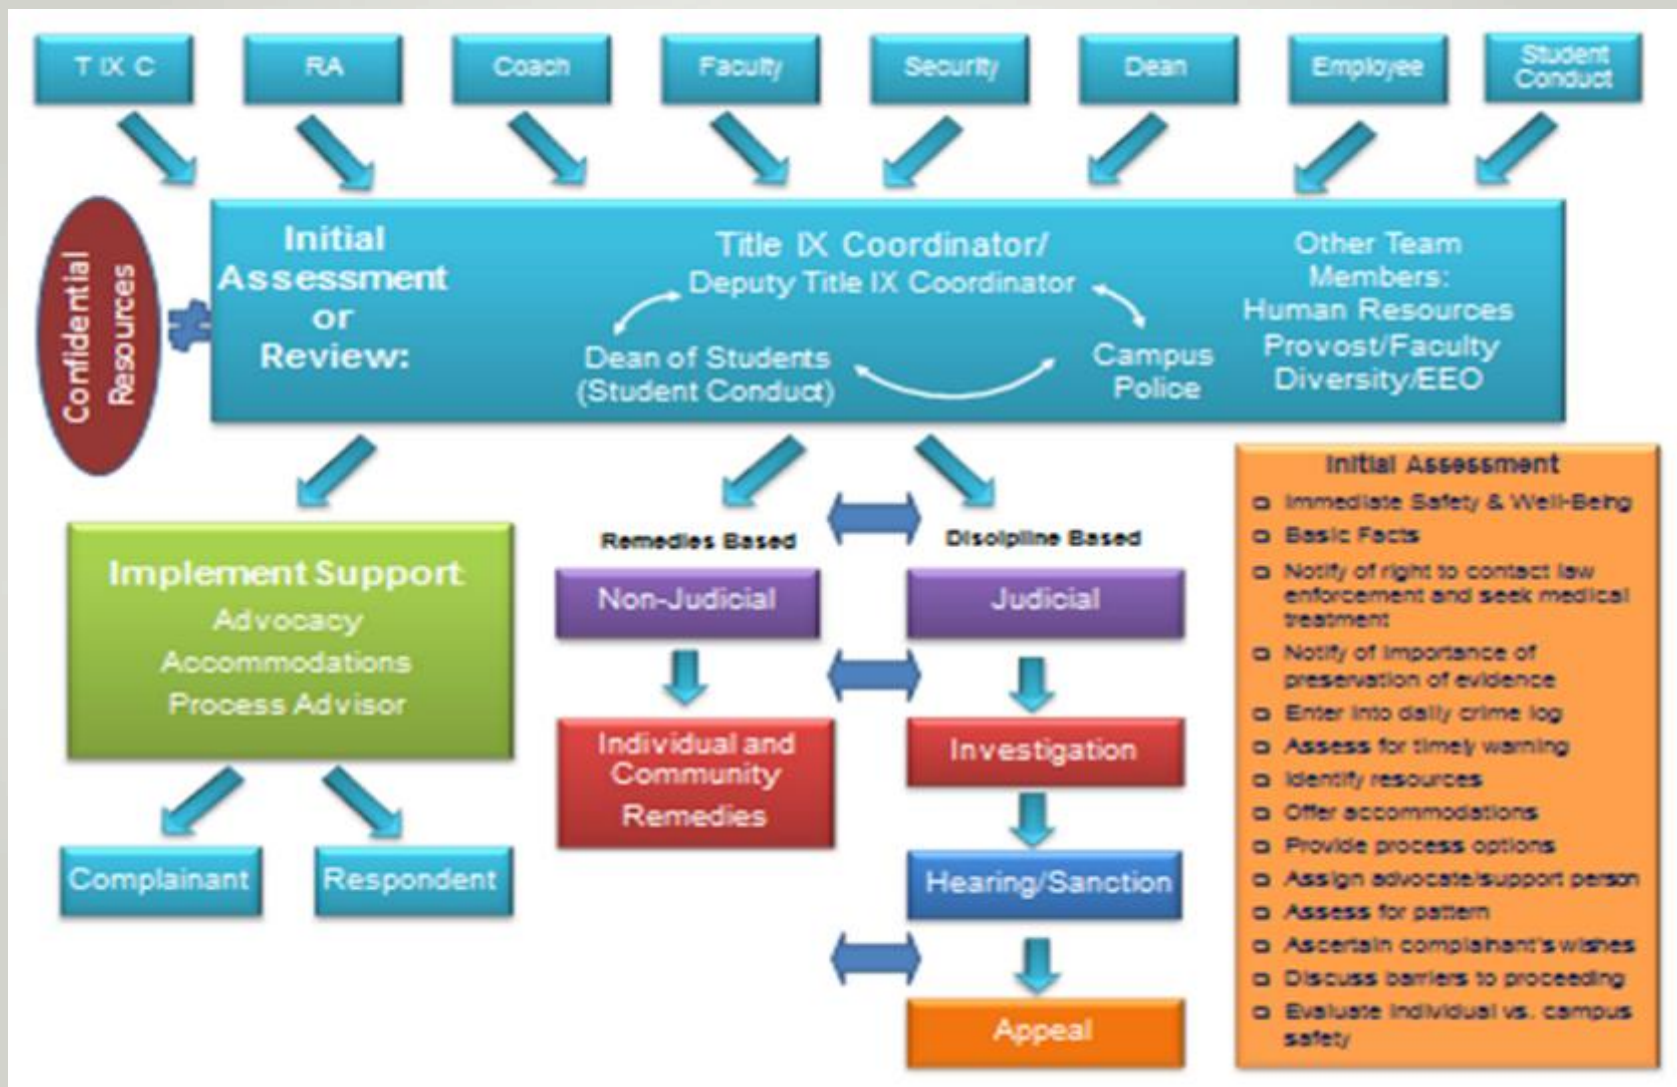 T IX C
RA
Coach
Faculty
Security
Dean
Employee
Student
Conduct
Confidential
Resources
Initial
Assessment
or
Review:
Title IX Coordinator/
Deputy Title IX Coordinator
Dean of Students
(Student Conduct)
Campus
Police
Other Team
Members:
Human Resources
Provost/Faculty
Diversity/EEO
Implement Support:
Advocacy
Accommodations
Process Advisor
Complainant
Respondent
Remedies Based
Non-Judicial
Individual and
Community
Remedies
Discipline Based
Judicial
Investigation
Hearing/Sanction
Appeal
Initial Assessment
Immediate Safety & Well-Being
Basic Facts
Notify of right to contact law
enforcement and seek medical
treatment
Notify of importance of
preservation of evidence
Enter into daily crime log
Assess for timely warning
Identify resources
Offer accommodations
Provide process options
Assign advocate/support person
Assess for pattern
Ascertain complainant's wishes
Discuss barriers to proceeding
Evaluate individual vs. campus
safety